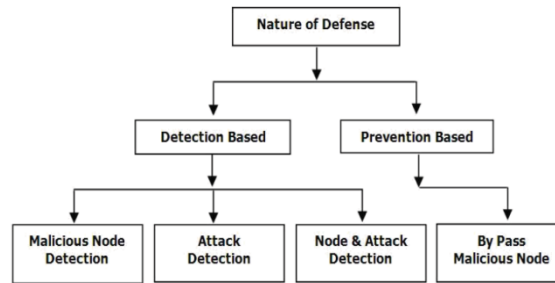 Nature of Defense
Detection Based
Prevention Based
Malicious Node
Detection
Attack
Detection
Node & Attack
Detection
By Pass
Malicious Node